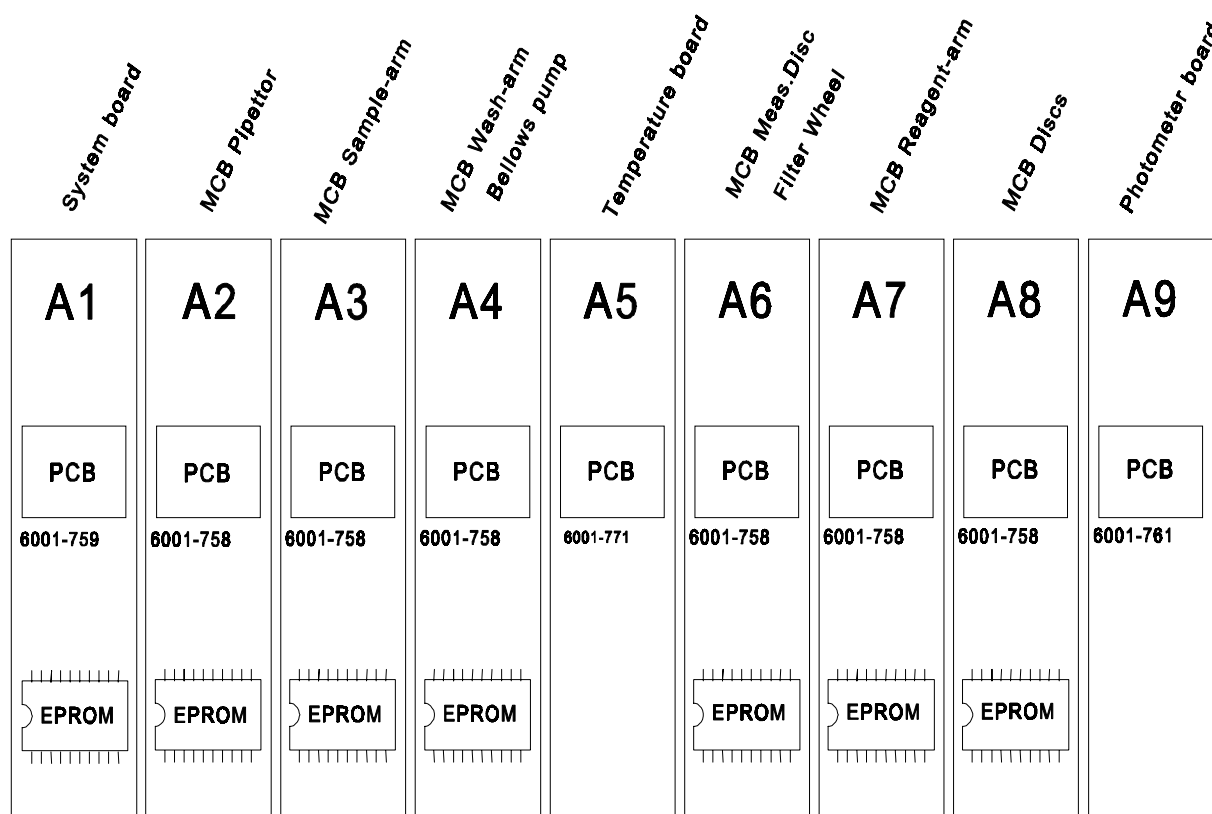 System board
MCB Pipettor
MCB Sample-arm
MCB Wash-arm
Bellows pump
Temperature board
MCB Meas.Disc
Filter Wheel
MCB Reagent-arm
MCB Discs
Photometer board
A1
A2
A3
A4
A5
A6
A7
A8
A9
PCB
PCB
PCB
PCB
PCB
PCB
PCB
PCB
PCB
6001-759
6001-758
6001-758
6001-758
6001-771
6001-758
6001-758
6001-758
6001-761
EPROM
EPROM
EPROM
EPROM
EPROM
EPROM
EPROM